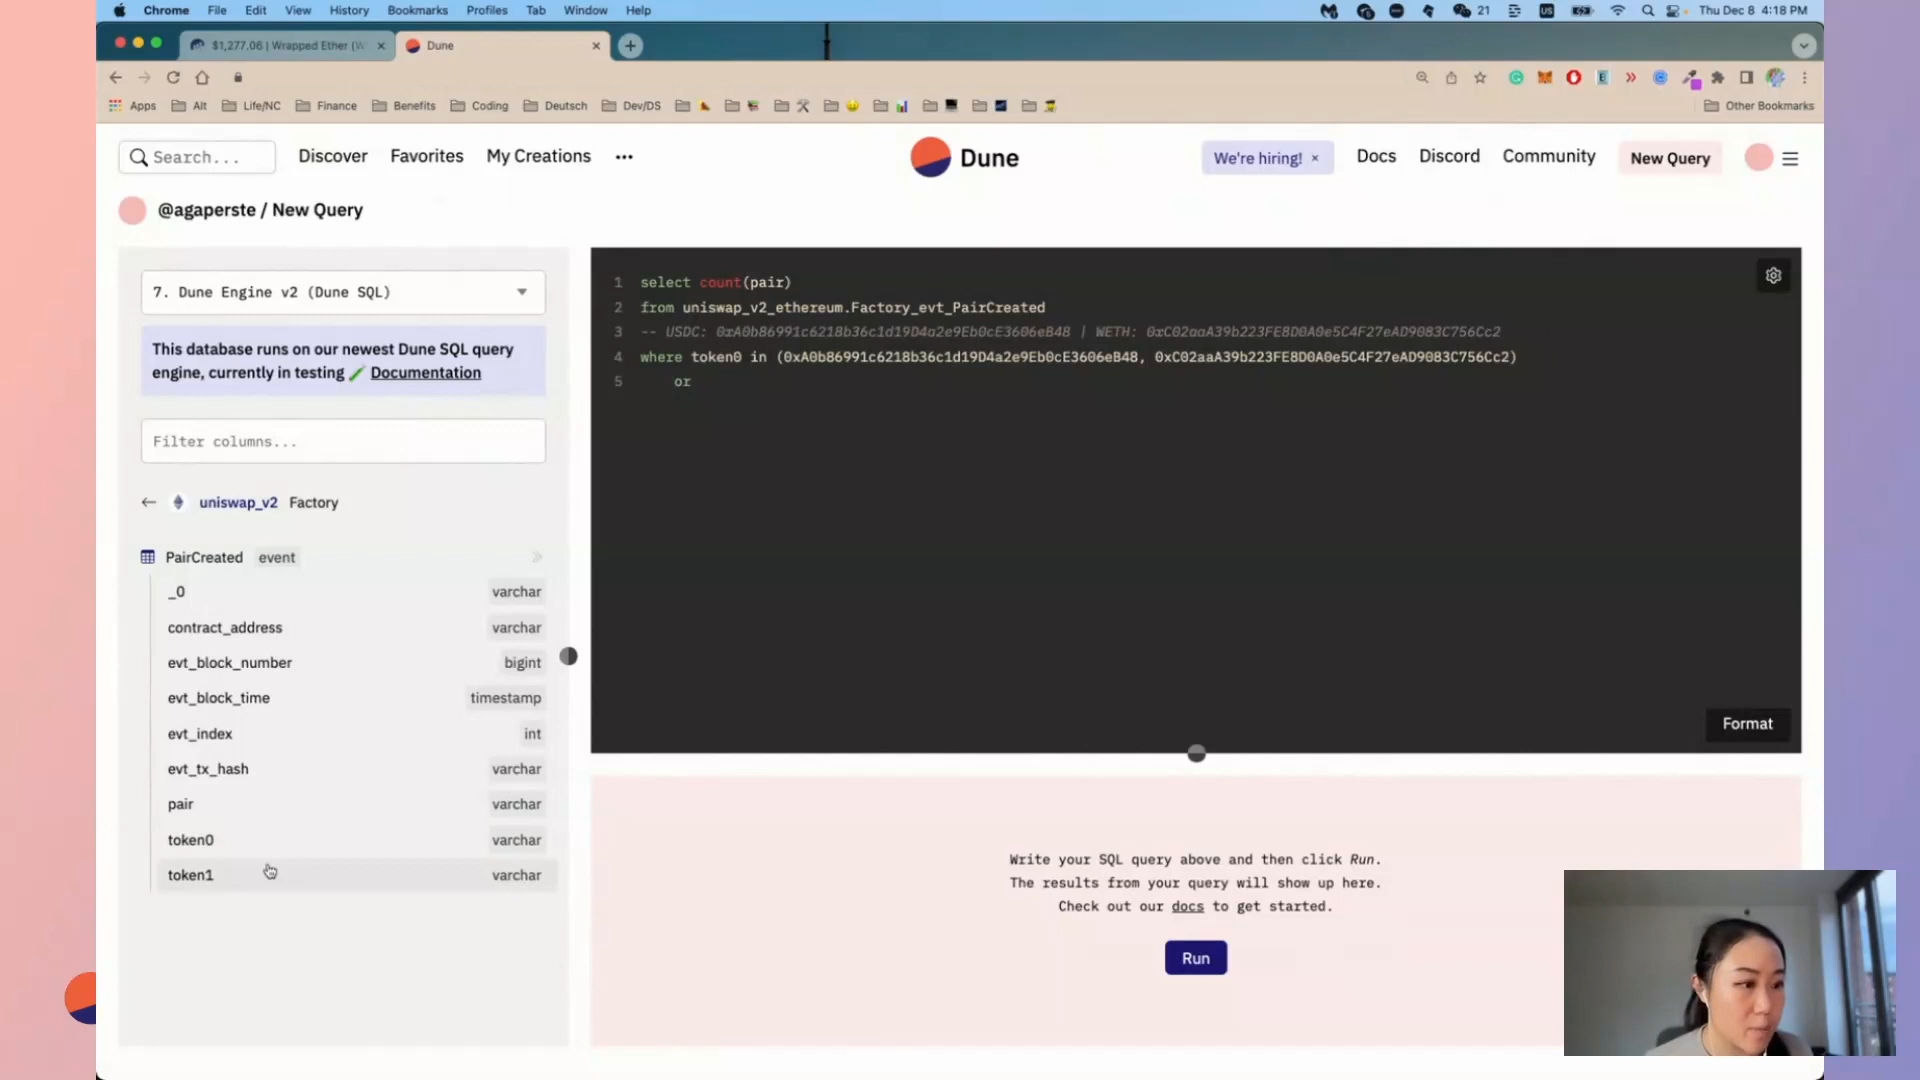 Chrome File Edit View History Bookmarks Profiles Tab Window Help 21 US Thu Dec 8 4:18 PM
$1,277.06 | Wrapped Ether (W
Dune
Apps Alt Life/NC Finance Benefits Coding Deutsch Dev/DS Other Bookmarks
Search... Discover Favorites My Creations Dune We're hiring! × Docs Discord Community New Query
@agaperste / New Query
7. Dune Engine v2 (Dune SQL)
This database runs on our newest Dune SQL query
engine, currently in testing Documentation
Filter columns...
uniswap_v2 Factory
PairCreated event
_0 varchar
contract_address varchar
evt_block_number bigint
evt_block_time timestamp
evt_index int
evt_tx_hash varchar
pair varchar
token0 varchar
token1 varchar
1 select count(pair)
2 from uniswap_v2_ethereum.Factory_evt_PairCreated
3 -- USDC: 0xA0b86991c6218b36c1d19D4a2e9Eb0cE3606eB48 | WETH: 0xC02aaA39b223FE8D0A0e5C4F27eAD9083C756Cc2
4 where token0 in (0xA0b86991c6218b36c1d19D4a2e9Eb0cE3606eB48, 0xC02aaA39b223FE8D0A0e5C4F27eAD9083C756Cc2)
5 or
Format
Write your SQL query above and then click Run.
The results from your query will show up here.
Check out our docs to get started.
Run